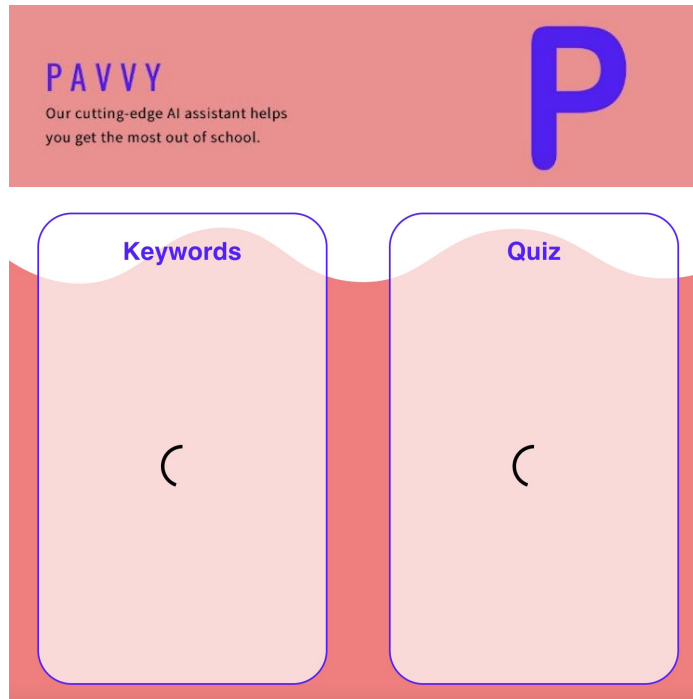 PAVVY
Our cutting-edge AI assistant helps
you get the most out of school.
P
Keywords
Quiz